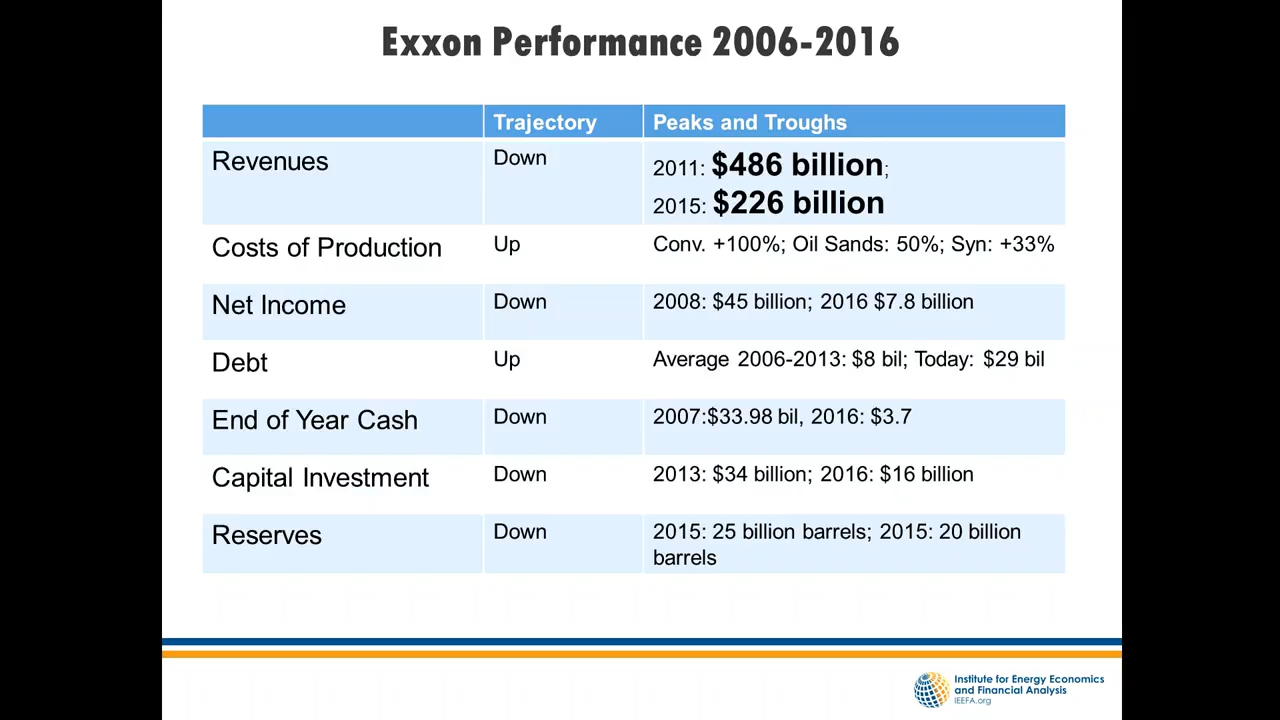 Exxon Performance 2006-2016
Trajectory
Peaks and Troughs
Revenues
Down
2011: $486 billion;
2015: $226 billion
Costs of Production
Up
Conv. +100%; Oil Sands: 50%; Syn: +33%
Net Income
Down
2008: $45 billion; 2016 $7.8 billion
Debt
Up
Average 2006-2013: $8 bil; Today: $29 bil
End of Year Cash
Down
2007:$33.98 bil, 2016: $3.7
Capital Investment
Down
2013: $34 billion; 2016: $16 billion
Reserves
Down
2015: 25 billion barrels; 2015: 20 billion
barrels
Institute for Energy Economics
and Financial Analysis
IEEFA.org